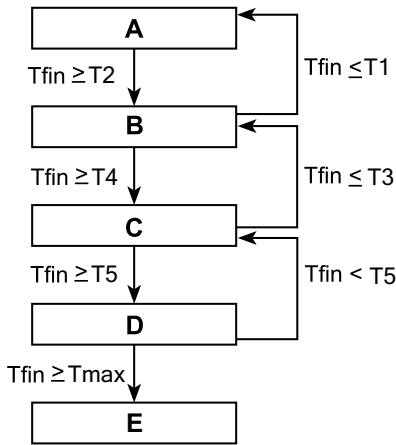 A
Tfin ≥T2
Tfin ≤T1
B
Tfin ≥T4
Tfin ≤ T3
C
Tfin ≥T5
Tfin < T5
D
Tfin ≥Tmax
E